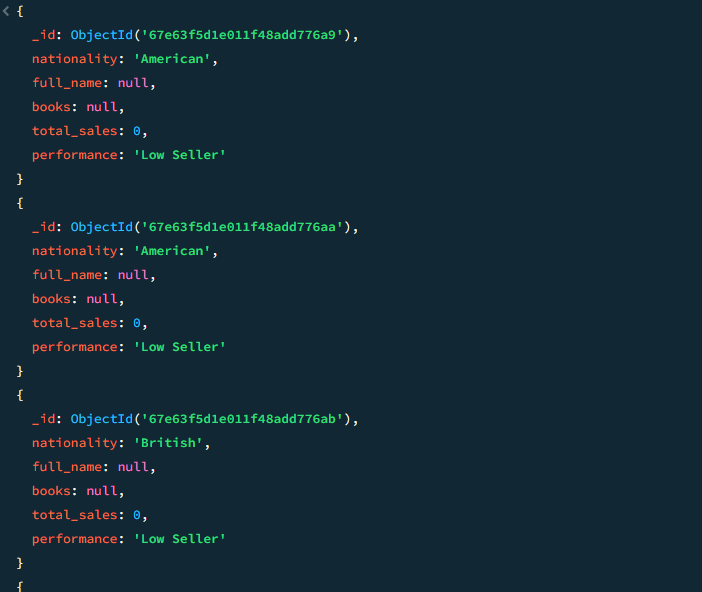 {
_id: ObjectId('67e63f5d1e011f48add776a9'),
nationality: 'American',
full_name: null,
books: null,
total_sales: 0,
performance: 'Low Seller'
}
{
_id: ObjectId('67e63f5d1e011f48add776aa'),
nationality: 'American',
full_name: null,
books: null,
total_sales: 0,
performance: 'Low Seller'
}
{
_id: ObjectId('67e63f5d1e011f48add776ab'),
nationality: 'British',
full_name: null,
books: null,
total_sales: 0,
performance: 'Low Seller'
}
{